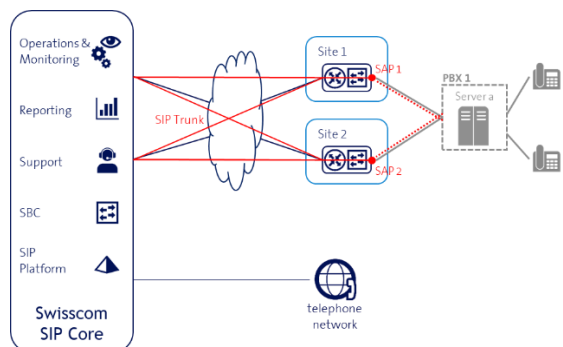 Operations &
Monitoring
Reporting
Support
SBC
SIP
Platform
Swisscom
SIP Core
SIP Trunk
Site 1
SAP 1
Site 2
SAP 2
PBX 1
Server a
telephone
network